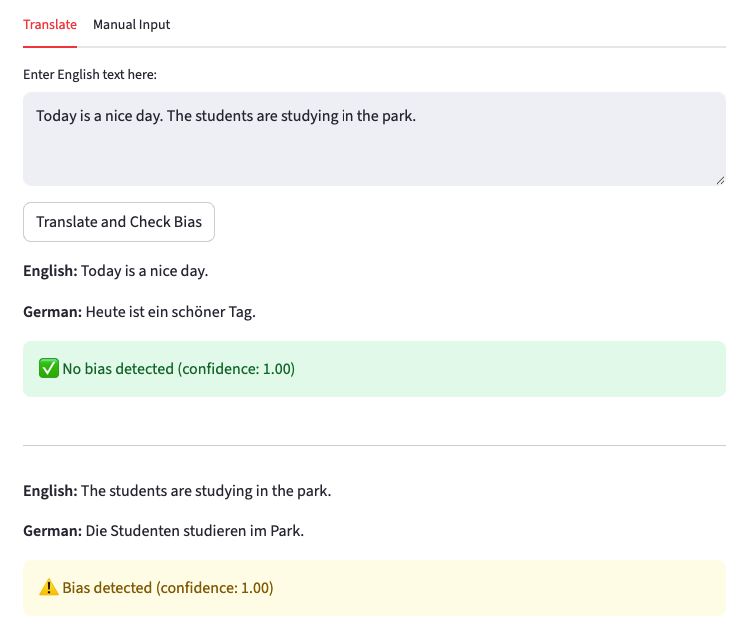 Translate Manual Input
Enter English text here:
Today is a nice day. The students are studying in the park.
Translate and Check Bias
English: Today is a nice day.
German: Heute ist ein schöner Tag.
✅ No bias detected (confidence: 1.00)
English: The students are studying in the park.
German: Die Studenten studieren im Park.
⚠️ Bias detected (confidence: 1.00)